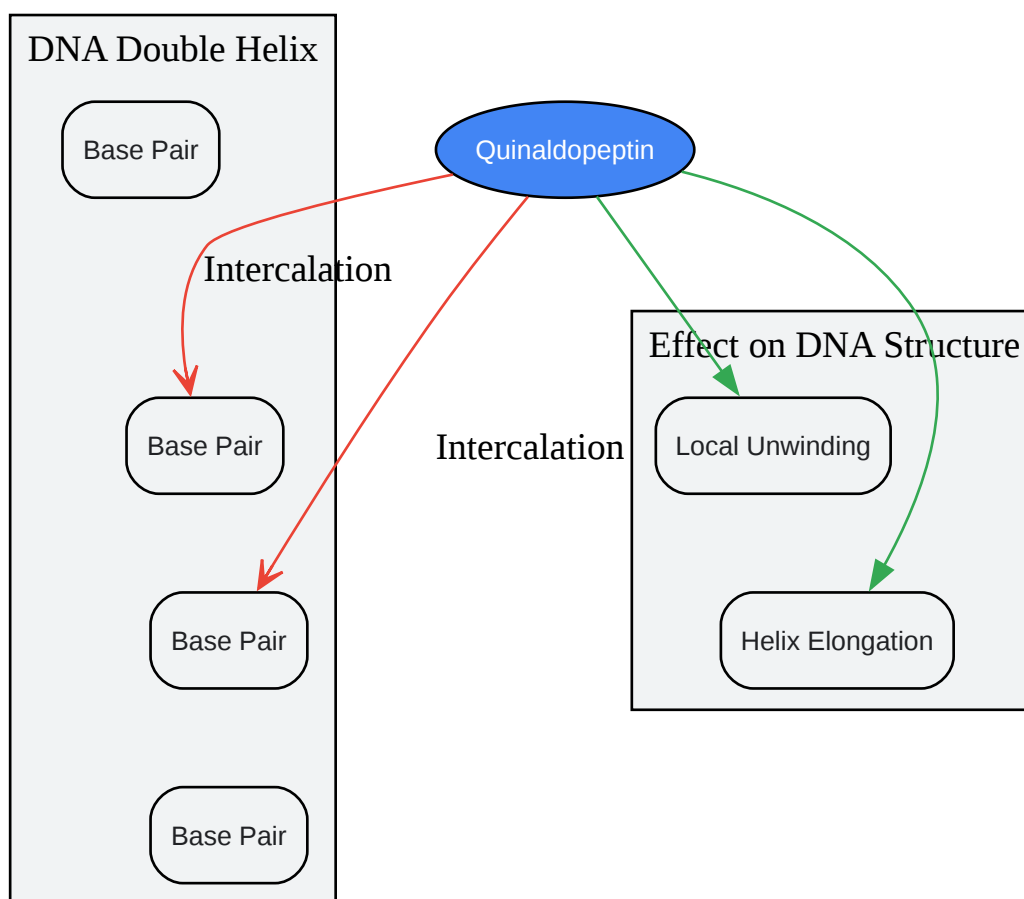 DNA Double Helix
Base Pair
Quinaldopeptin
Intercalation
Effect on DNA Structure
Base Pair
Intercalation
Local Unwinding
Base Pair
Helix Elongation
Base Pair